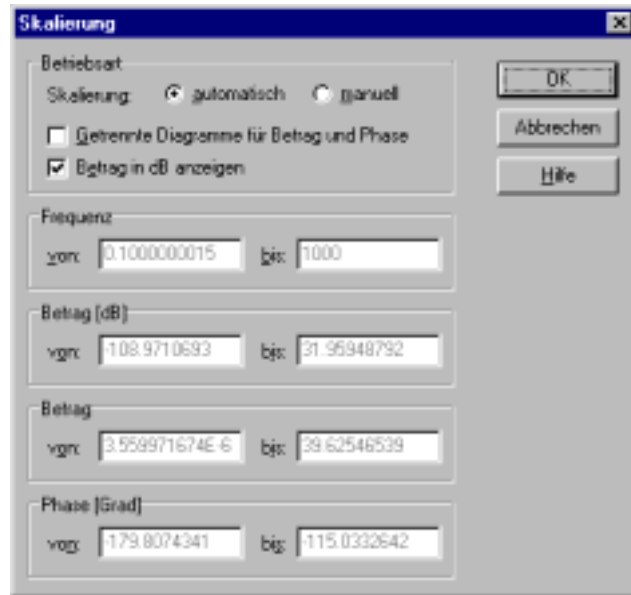 Skalierung
Betriebsart
Skalierung: automatisch manuell
Getrennte Diagramme für Betrag und Phase
Betrag in dB anzeigen
OK
Abbrechen
Hilfe
Frequenz
von: 0.1000000015 bis: 1000
Betrag [dB]
von: -108.9710693 bis: 31.95948792
Betrag
von: 3.559971674E-6 bis: 39.62546539
Phase [Grad]
von: -179.8074341 bis: -115.0332642